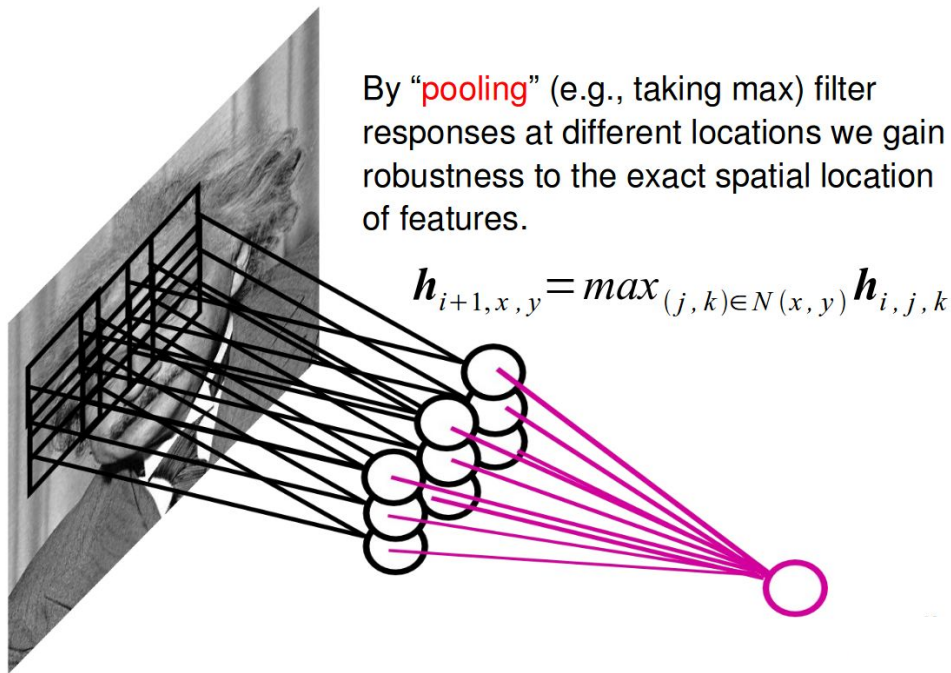 By “pooling” (e.g., taking max) filter
responses at different locations we gain
robustness to the exact spatial location
of features.
h_{i+1,x,y}=max_{(j,k)∈N(x,y)} h_{i,j,k}